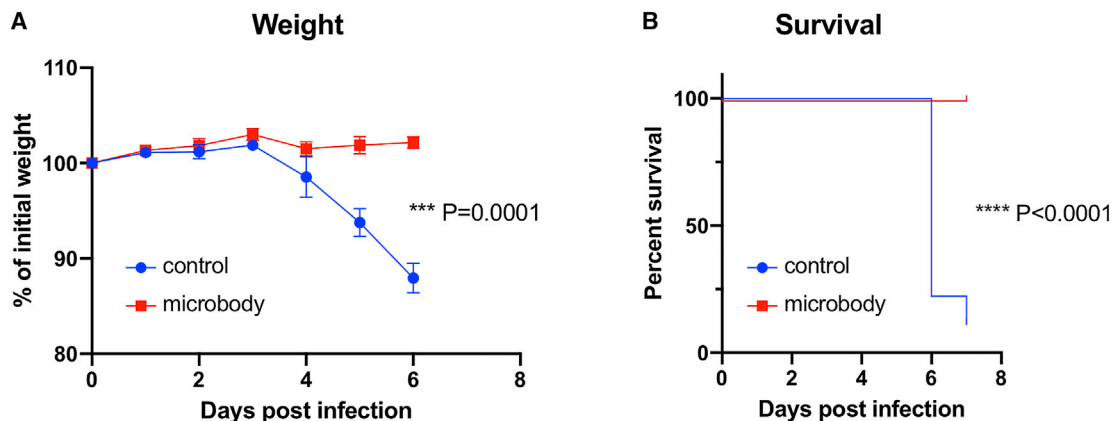 A
Weight
% of initial weight
110
100
90
80
0
2
4
6
8
Days post infection
control
microbody
*** P=0.0001
B
Survival
Percent survival
100
50
0
0
2
4
6
8
Days post infection
control
microbody
**** P<0.0001